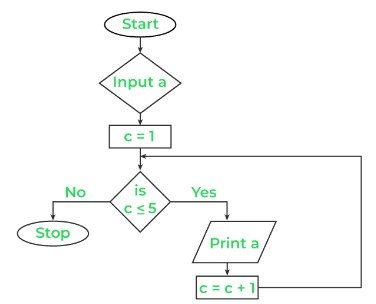 Start
Input a
c = 1
is
c ≤ 5
No
Yes
Stop
Print a
c = c + 1